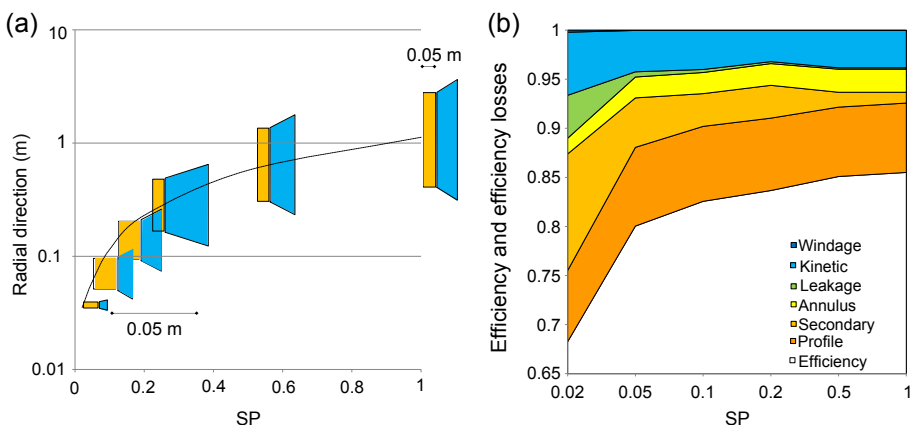 (a)
10
1
0.1
0.01
Radial direction (m)
0.05 m
0.05 m
0
0.2
0.4
0.6
0.8
1
SP
(b)
1
0.95
0.9
0.85
0.8
0.75
0.7
0.65
Efficiency and efficiency losses
Windage
Kinetic
Leakage
Annulus
Secondary
Profile
Efficiency
0.02
0.05
0.1
0.2
0.5
1
SP